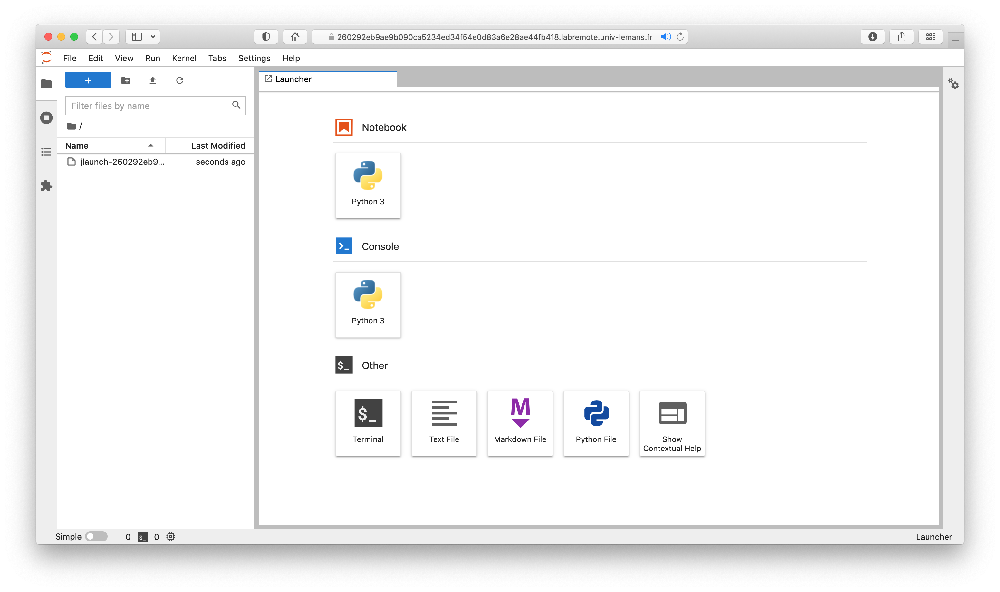 260292eb9ae9b090ca5234ed34f54e0d83a6e28ae44fb418.labremote.univ-lemans.fr
File Edit View Run Kernel Tabs Settings Help
+
Filter files by name
/
Name Last Modified
jlaunch-260292eb9... seconds ago
Launcher
Notebook
Python 3
>_ Console
Python 3
$_ Other
$_
Terminal
Text File
M
Markdown File
Python File
Show
Contextual Help
Simple 0 $_ 0 Launcher